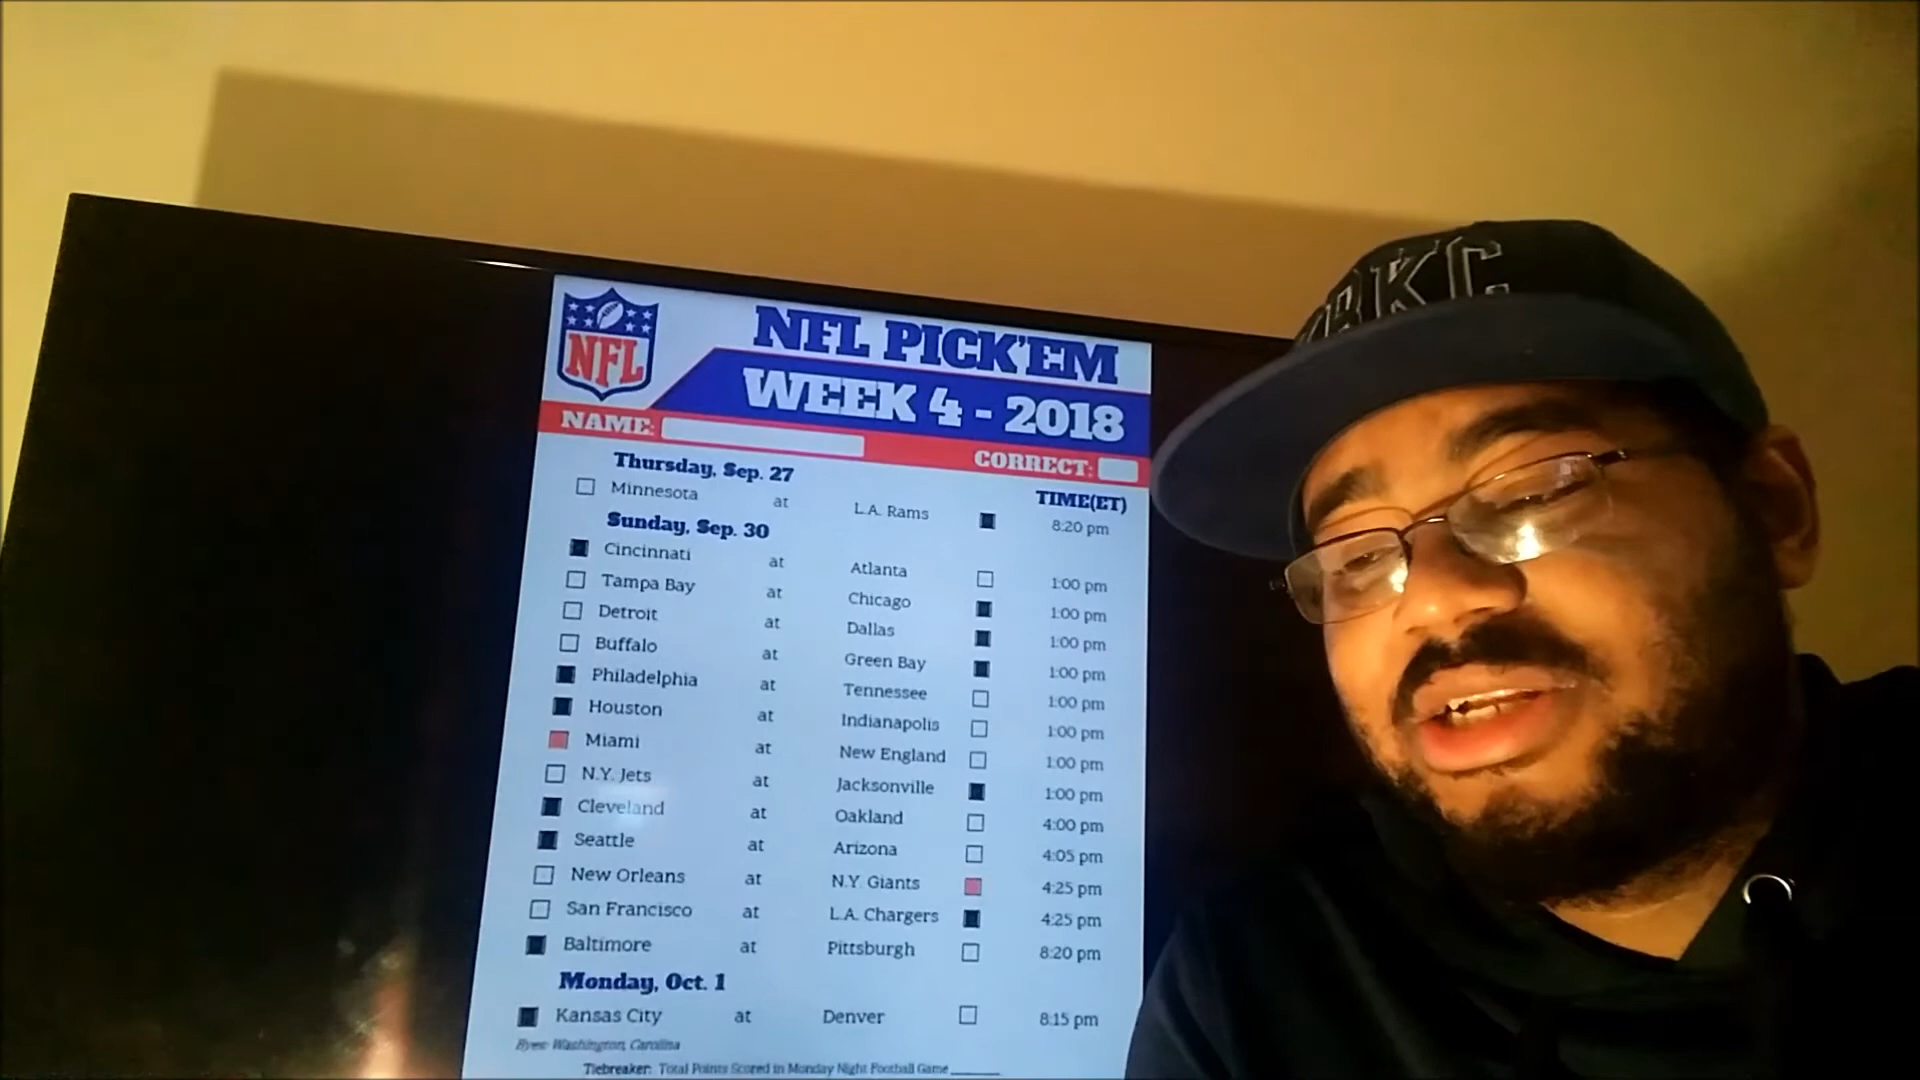 NFL
NFL PICK'EM
WEEK 4 - 2018
NAME:
CORRECT:
Thursday, Sep. 27
TIME(ET)
Minnesota at L.A. Rams 8:20 pm
Sunday, Sep. 30
Cincinnati at Atlanta 1:00 pm
Tampa Bay at Chicago 1:00 pm
Detroit at Dallas 1:00 pm
Buffalo at Green Bay 1:00 pm
Philadelphia at Tennessee 1:00 pm
Houston at Indianapolis 1:00 pm
Miami at New England 1:00 pm
N.Y. Jets at Jacksonville 1:00 pm
Cleveland at Oakland 4:00 pm
Seattle at Arizona 4:05 pm
New Orleans at N.Y. Giants 4:25 pm
San Francisco at L.A. Chargers 4:25 pm
Baltimore at Pittsburgh 8:20 pm
Monday, Oct. 1
Kansas City at Denver 8:15 pm
Byes: Washington, Carolina
Tiebreaker: Total Points Scored in Monday Night Football Game